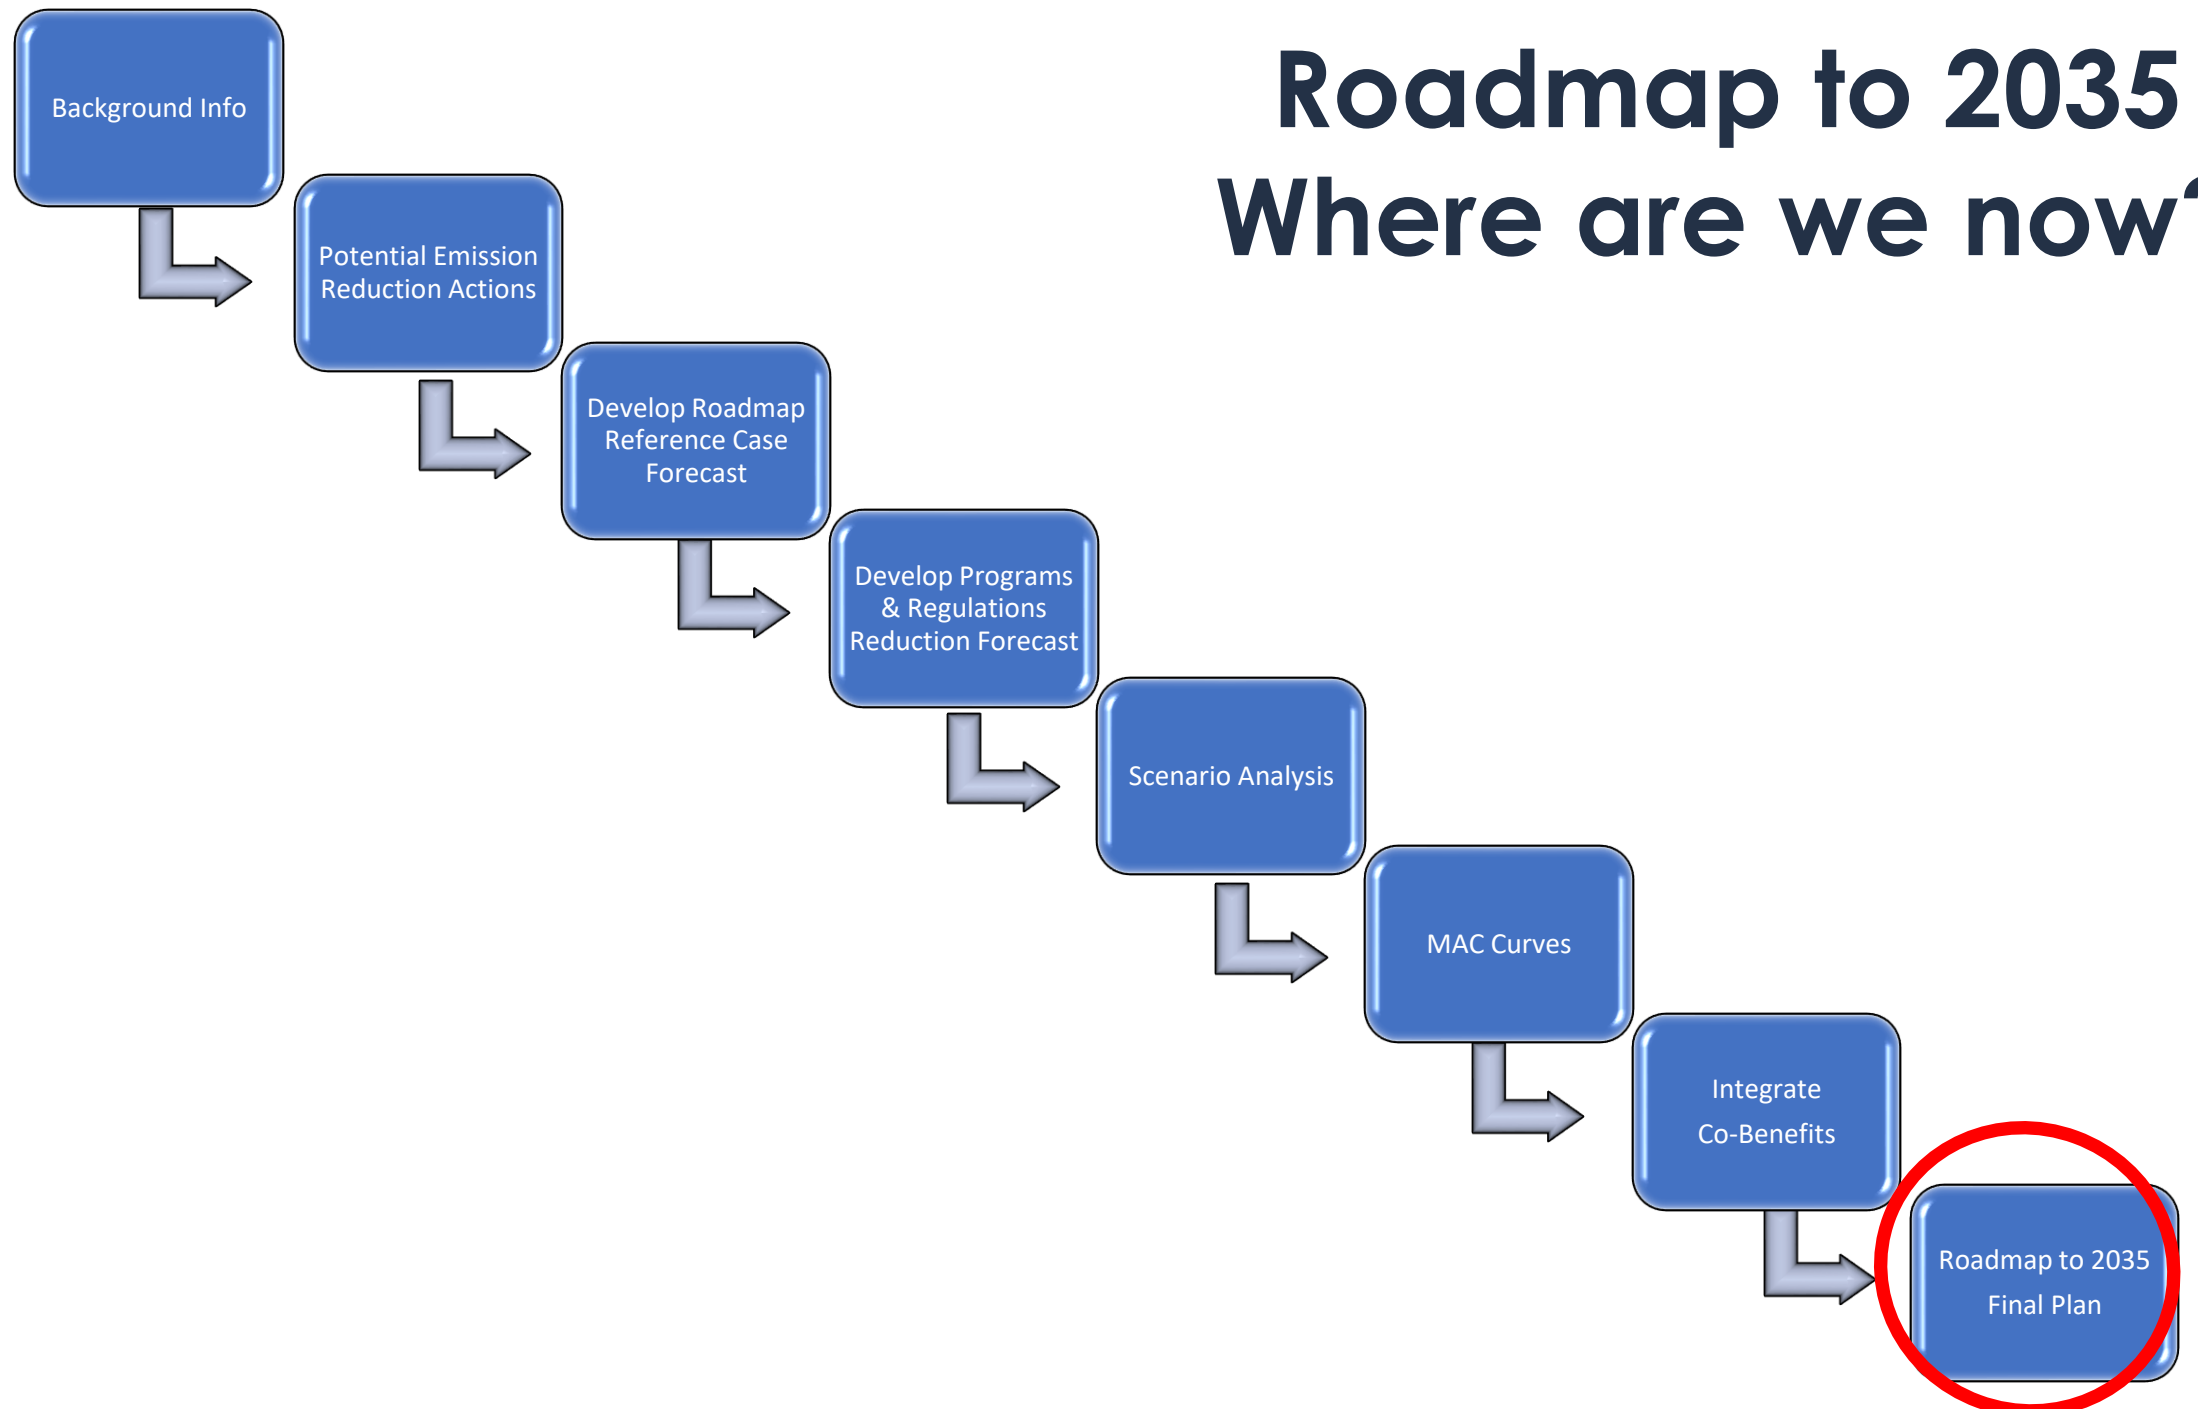 Roadmap to 2035
Where are we now?
Background Info
Potential Emission
Reduction Actions
Develop Roadmap
Reference Case
Forecast
Develop Programs
& Regulations
Reduction Forecast
Scenario Analysis
MAC Curves
Integrate
Co-Benefits
Roadmap to 2035
Final Plan